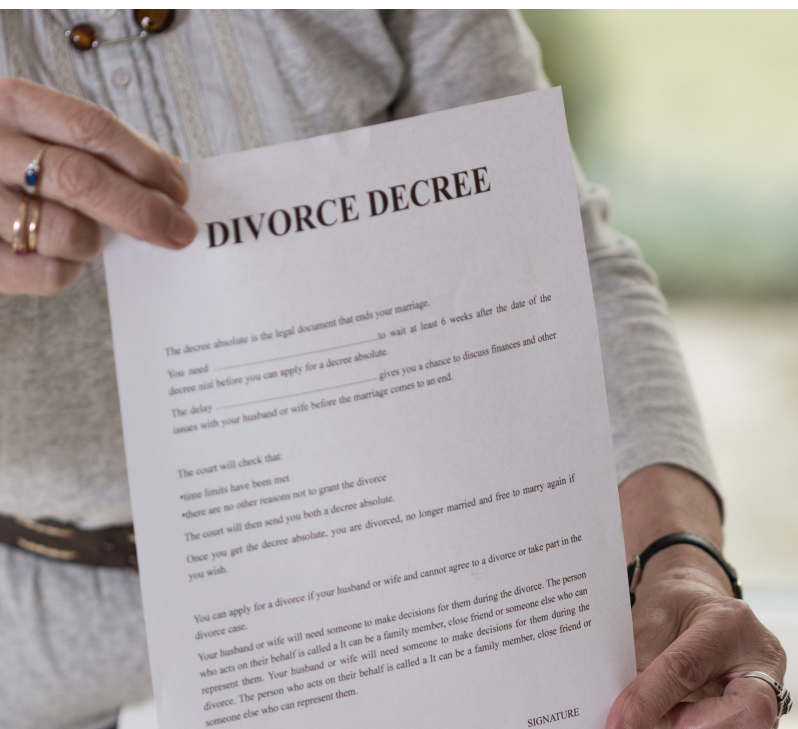 DIVORCE DECREE
The decree absolute is the legal document that ends your marriage.
You need ____________________to wait at least 6 weeks after the date of the
decree nisi before you can apply for a decree absolute.
The delay ____________________gives you a chance to discuss finances and other
issues with your husband or wife before the marriage comes to an end.
The court will check that:
•time limits have been met
•there are no other reasons not to grant the divorce
The court will then send you both a decree absolute.
Once you get the decree absolute, you are divorced, no longer married and free to marry again if
you wish.
You can apply for a divorce if your husband or wife and cannot agree to a divorce or take part in the
divorce case.
Your husband or wife will need someone to make decisions for them during the divorce. The person
who acts on their behalf is called a It can be a family member, close friend or someone else who can
represent them. Your husband or wife will need someone to make decisions for them during the
divorce. The person who acts on their behalf is called a It can be a family member, close friend or
someone else who can represent them.
SIGNATURE